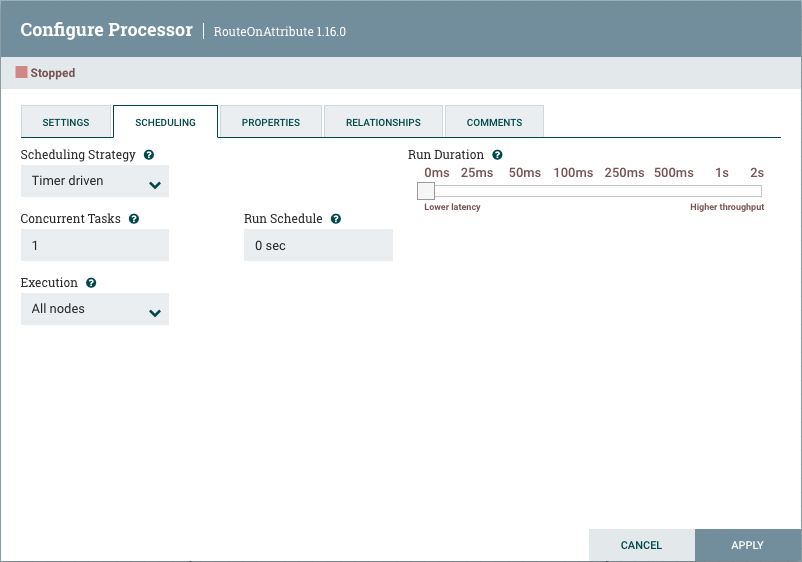 Configure Processor | RouteOnAttribute 1.16.0
Stopped
SETTINGS SCHEDULING PROPERTIES RELATIONSHIPS COMMENTS
Scheduling Strategy
Timer driven
Run Duration
0ms 25ms 50ms 100ms 250ms 500ms 1s 2s
Lower latency Higher throughput
Concurrent Tasks Run Schedule
1 0 sec
Execution
All nodes
CANCEL APPLY